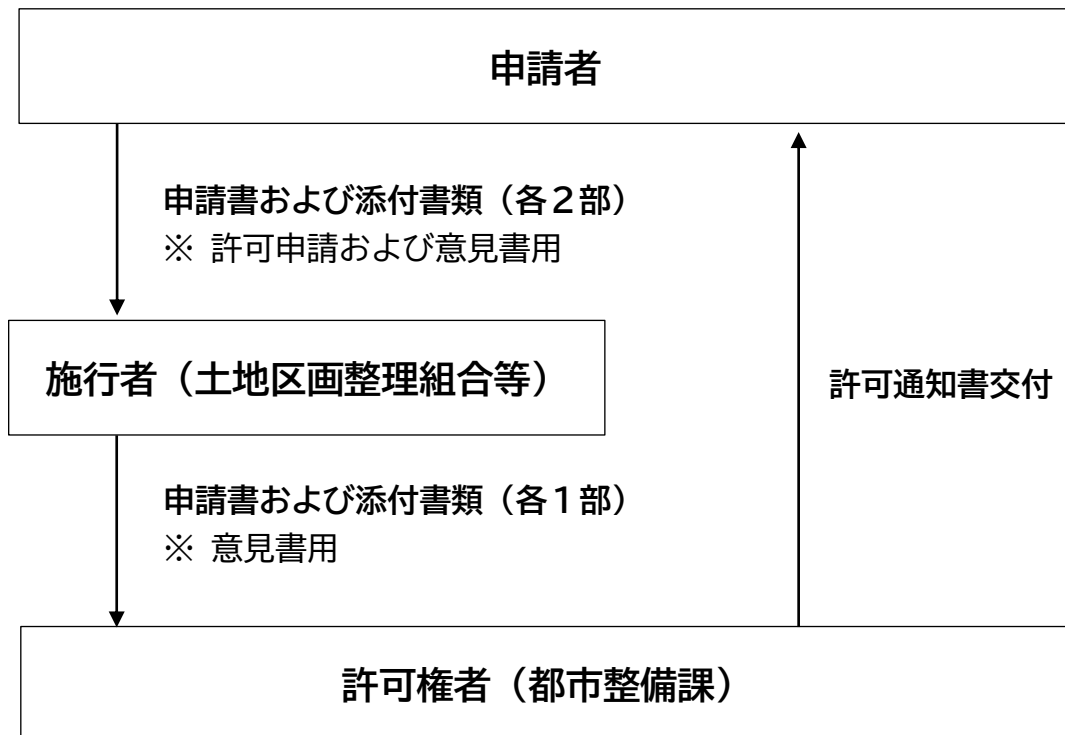 申請者
申請書および添付書類（各２部）
※ 許可申請および意見書用
施行者（土地区画整理組合等）
許可通知書交付
申請書および添付書類（各１部）
※ 意見書用
許可権者（都市整備課）